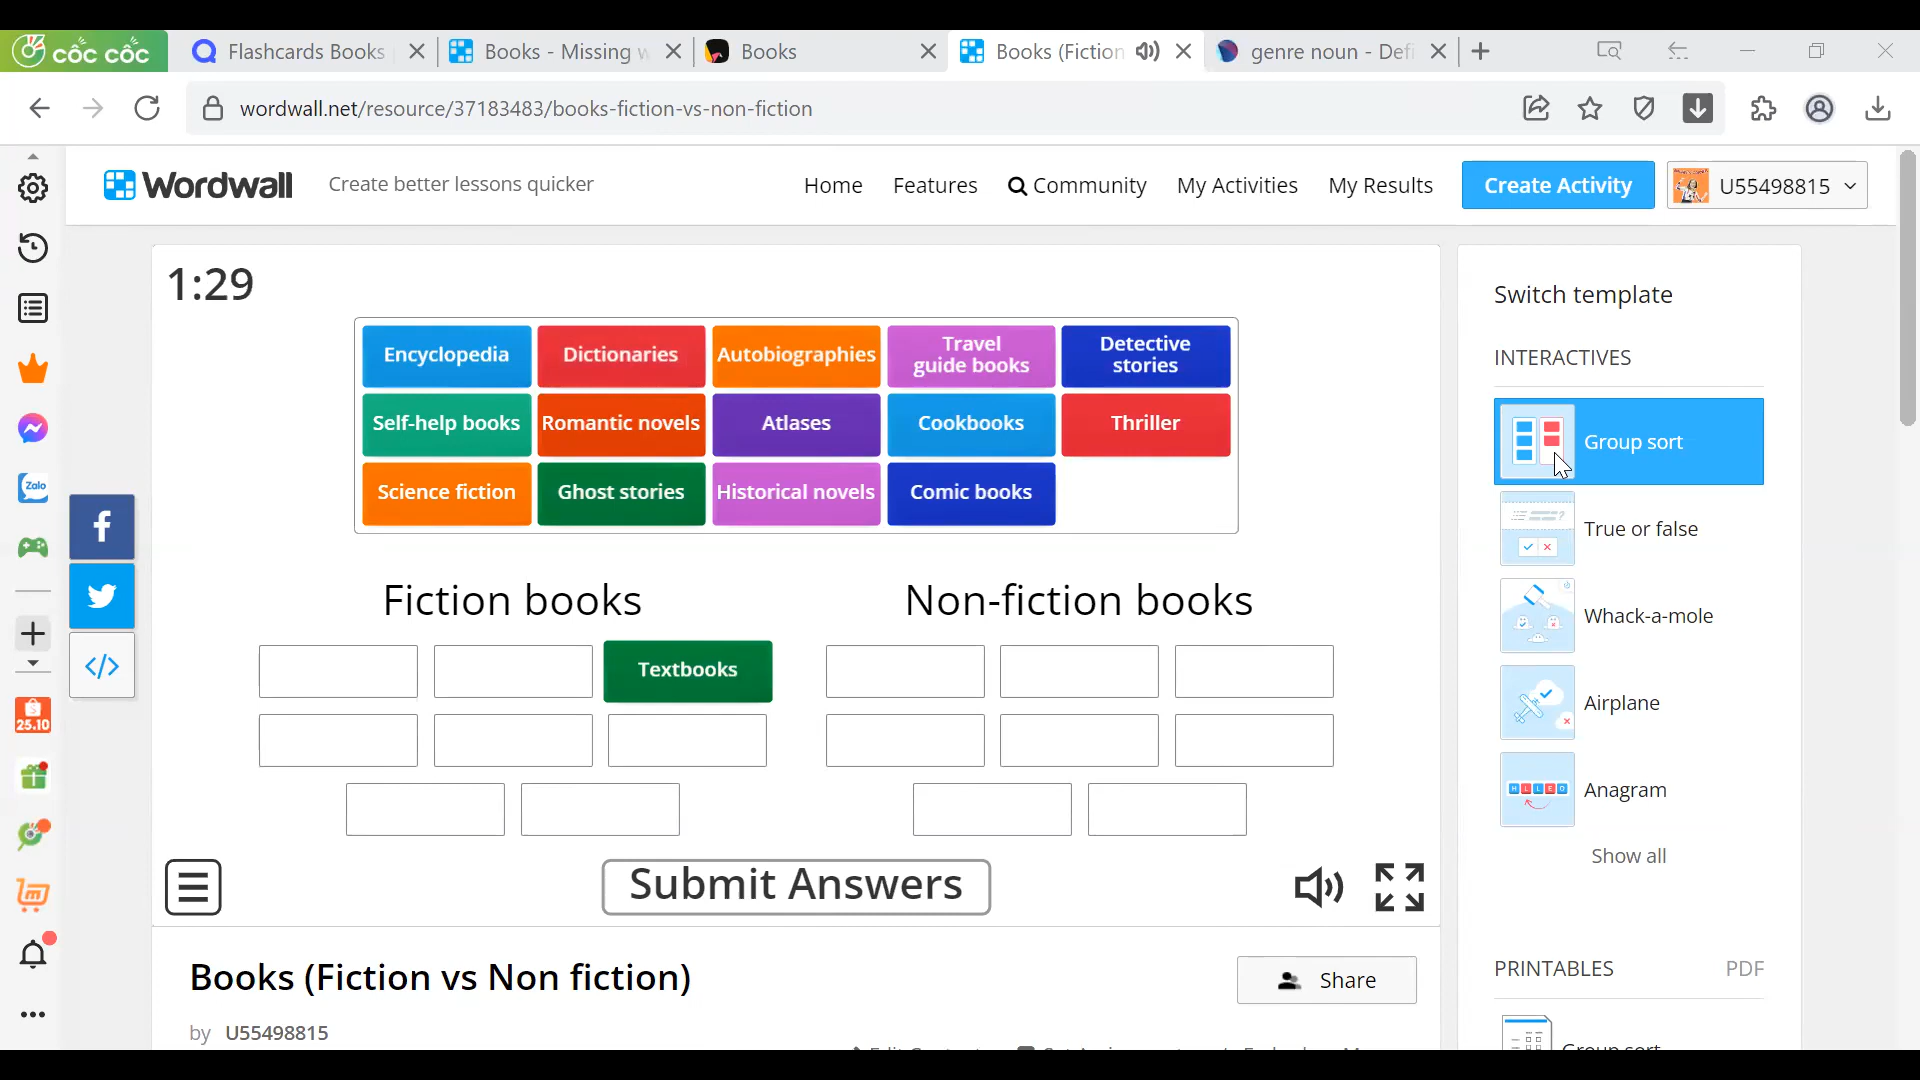 cốc cốc
Flashcards Books
Books - Missing w
Books
Books (Fiction
genre noun - Defi
wordwall.net/resource/37183483/books-fiction-vs-non-fiction
Wordwall
Create better lessons quicker
Home
Features
Community
My Activities
My Results
Create Activity
U55498815
1:29
Encyclopedia
Dictionaries
Autobiographies
Travel
guide books
Detective
stories
Self-help books
Romantic novels
Atlases
Cookbooks
Thriller
Science fiction
Ghost stories
Historical novels
Comic books
Fiction books
Non-fiction books
Textbooks
Submit Answers
Books (Fiction vs Non fiction)
Share
by U55498815
Switch template
INTERACTIVES
Group sort
True or false
Whack-a-mole
Airplane
Anagram
HLLEO
Show all
PRINTABLES
PDF
Group sort
Zalo
25.10